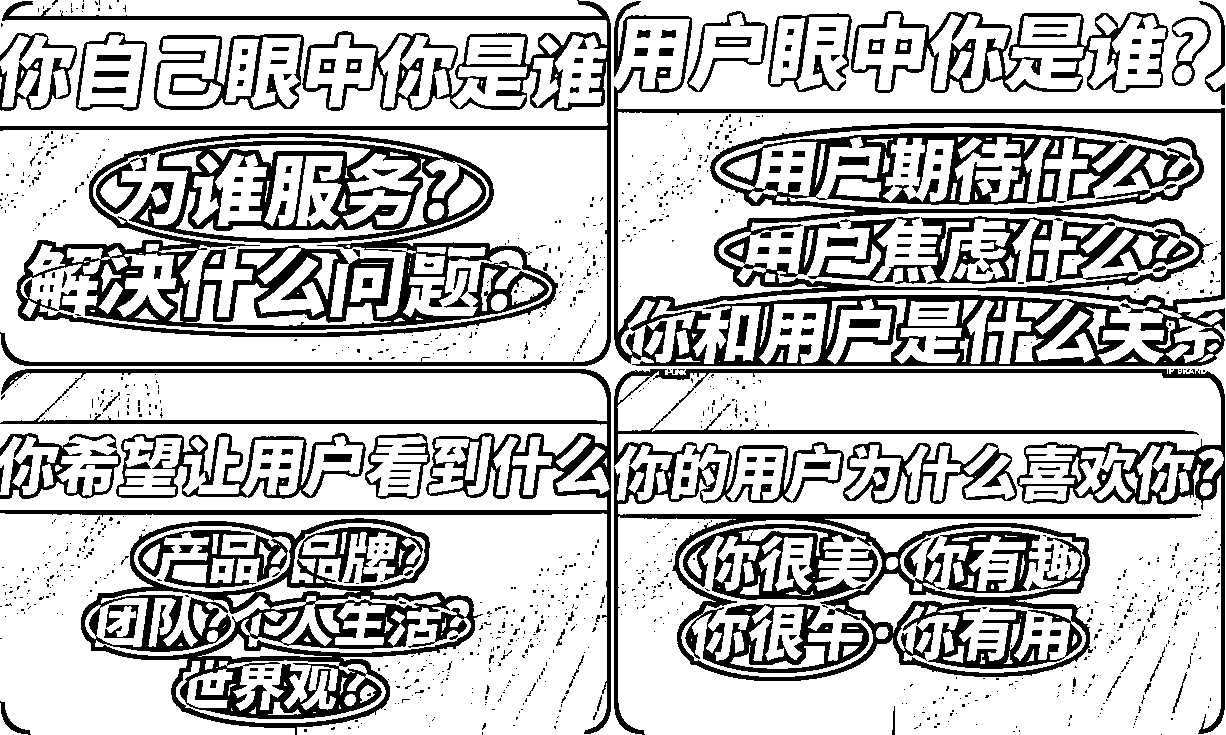 你自己眼中你是谁
为谁服务?
解决什么问题?
用户眼中你是谁?
用户期待什么?
用户焦虑什么?
你和用户是什么关系
你希望让用户看到什么
产品? 品牌?
团队? 个人生活?
世界观?
PUNK
IP BRAND
你的用户为什么喜欢你?
你很美·你有趣
你很牛·你有用